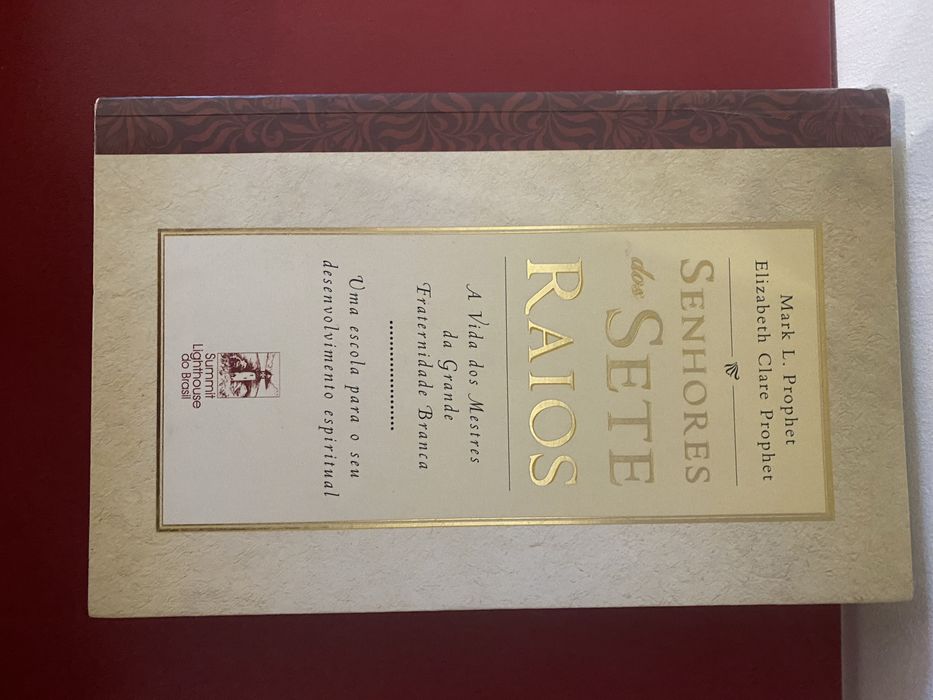 Mark L. Prophet
Elizabeth Clare Prophet
SENHORES
dos SETE
RAIOS
A Vida dos Mestres
da Grande
Fraternidade Branca
Uma escola para o seu
desenvolvimento espiritual
Summit
Lighthouse
do Brasil